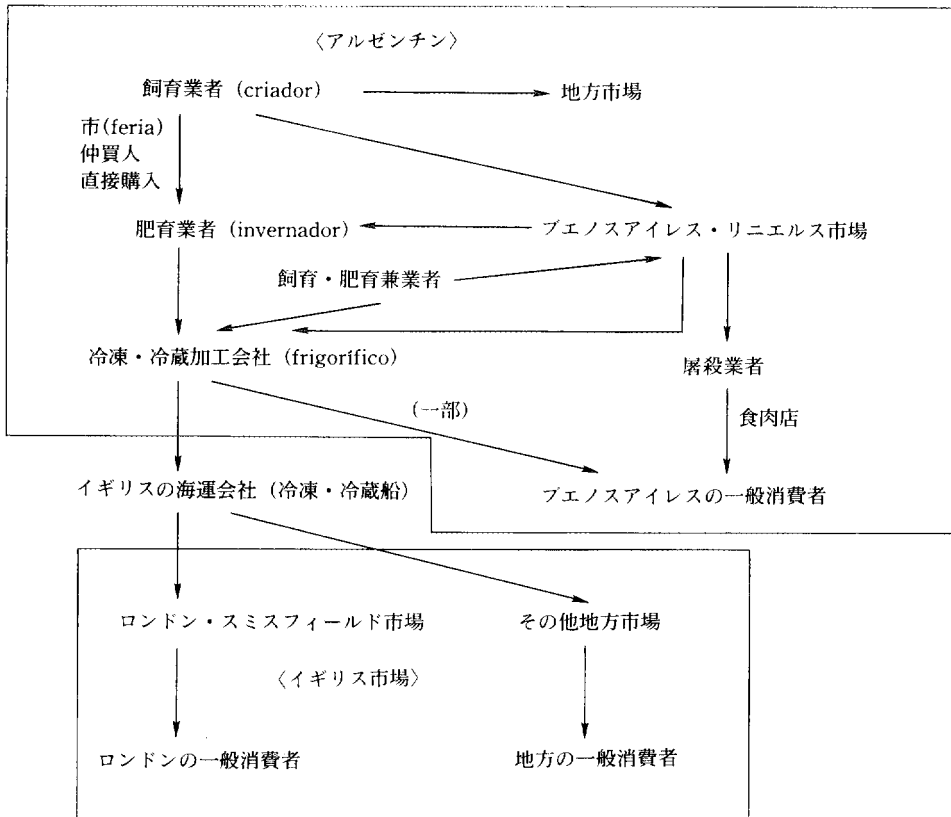 〈アルゼンチン〉
飼育業者 (criador)
地方市場
市(feria)
仲買人
直接購入
肥育業者 (invernador)
ブエノスアイレス・リニエルス市場
飼育・肥育兼業者
冷凍・冷蔵加工会社 (frigorífico)
屠殺業者
(一部)
食肉店
イギリスの海運会社 (冷凍・冷蔵船)
ブエノスアイレスの一般消費者
ロンドン・スミスフィールド市場
その他地方市場
〈イギリス市場〉
ロンドンの一般消費者
地方の一般消費者